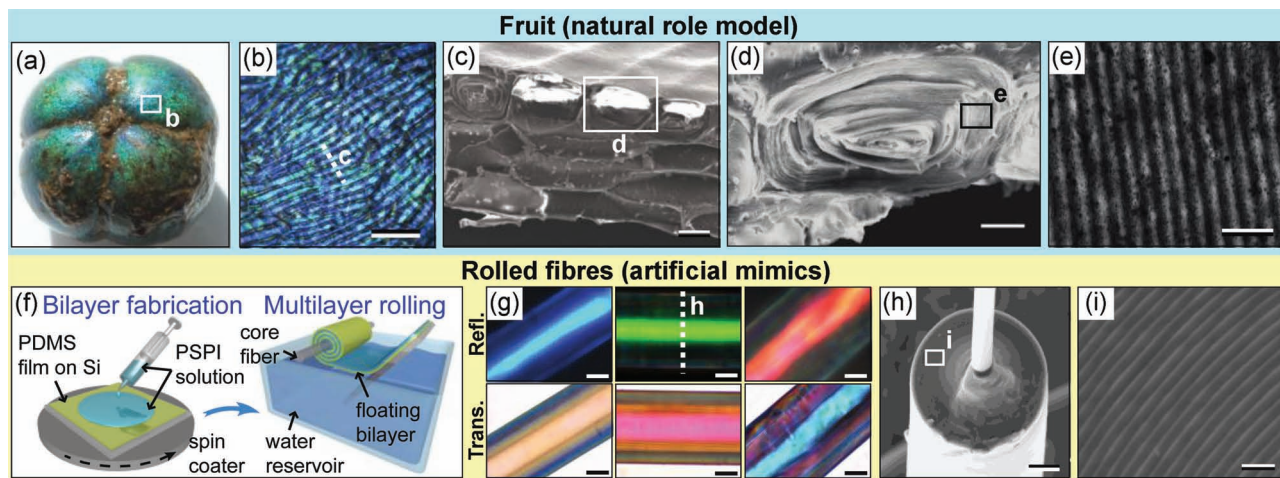 Fruit (natural role model)
(a)
b
(b)
c
(c)
d
(d)
e
(e)
Rolled fibres (artificial mimics)
(f)
Bilayer fabrication
Multilayer rolling
PDMS
film on Si
PSPI
solution
spin
coater
core
fiber
floating
bilayer
water
reservoir
(g)
Refl.
h
Trans.
(h)
i
(i)